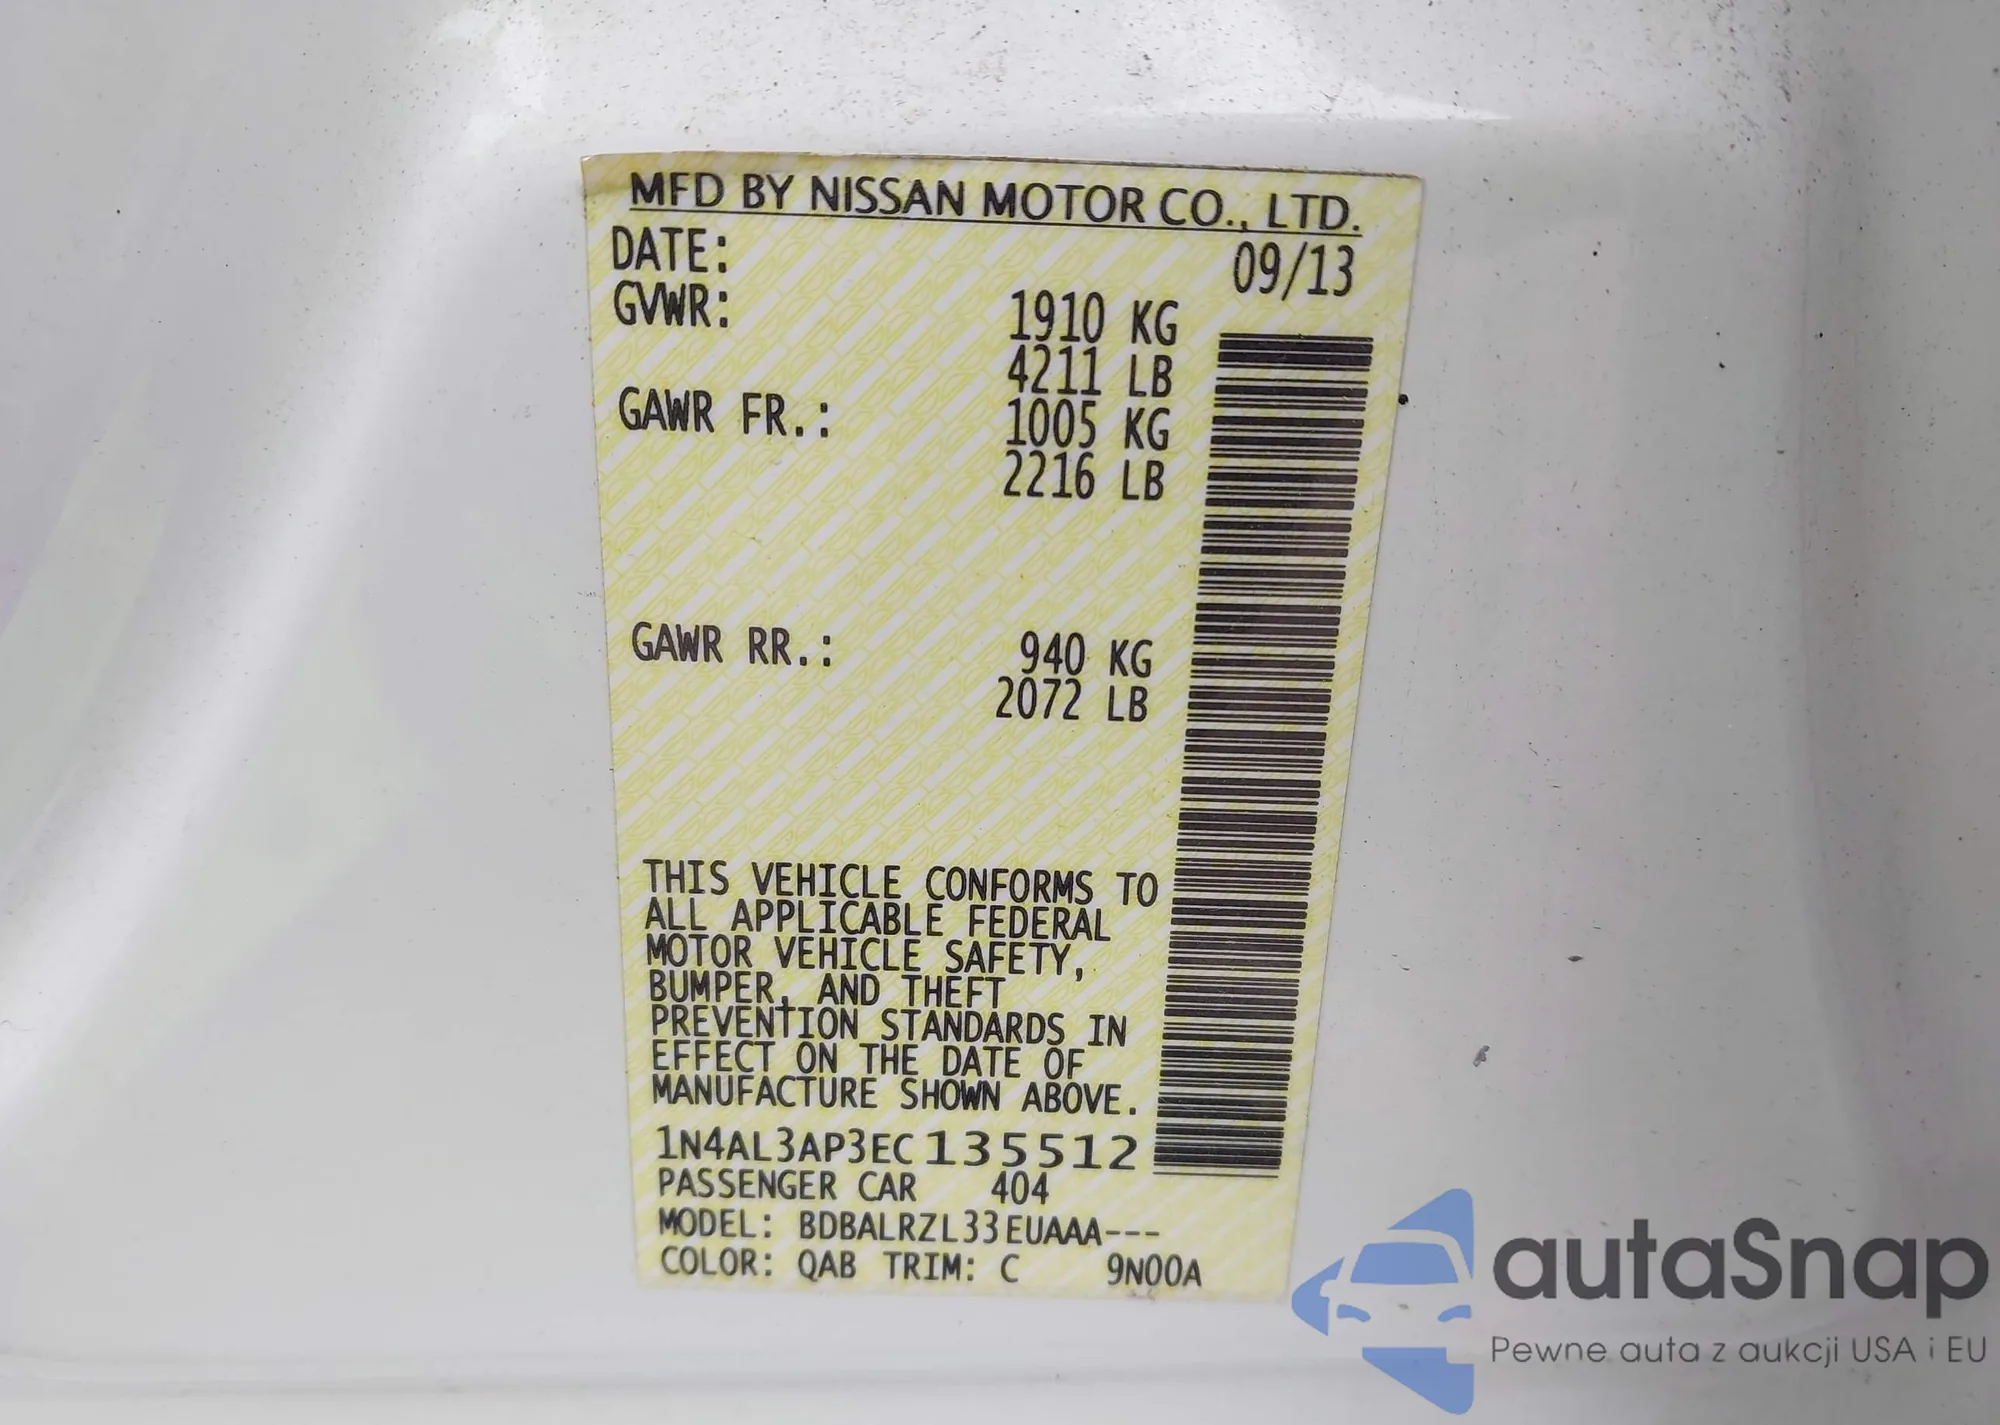 MFD BY NISSAN MOTOR CO., LTD.
DATE: 09/13
GVWR: 1910 KG
4211 LB
GAWR FR.: 1005 KG
2216 LB
GAWR RR.: 940 KG
2072 LB
THIS VEHICLE CONFORMS TO
ALL APPLICABLE FEDERAL
MOTOR VEHICLE SAFETY,
BUMPER, AND THEFT
PREVENTION STANDARDS IN
EFFECT ON THE DATE OF
MANUFACTURE SHOWN ABOVE.
1N4AL3AP3EC135512
PASSENGER CAR 404
MODEL: BDBALRZL33EUAAA---
COLOR: QAB TRIM: C 9N00A
autaSnap
Pewne auta z aukcji USA i EU